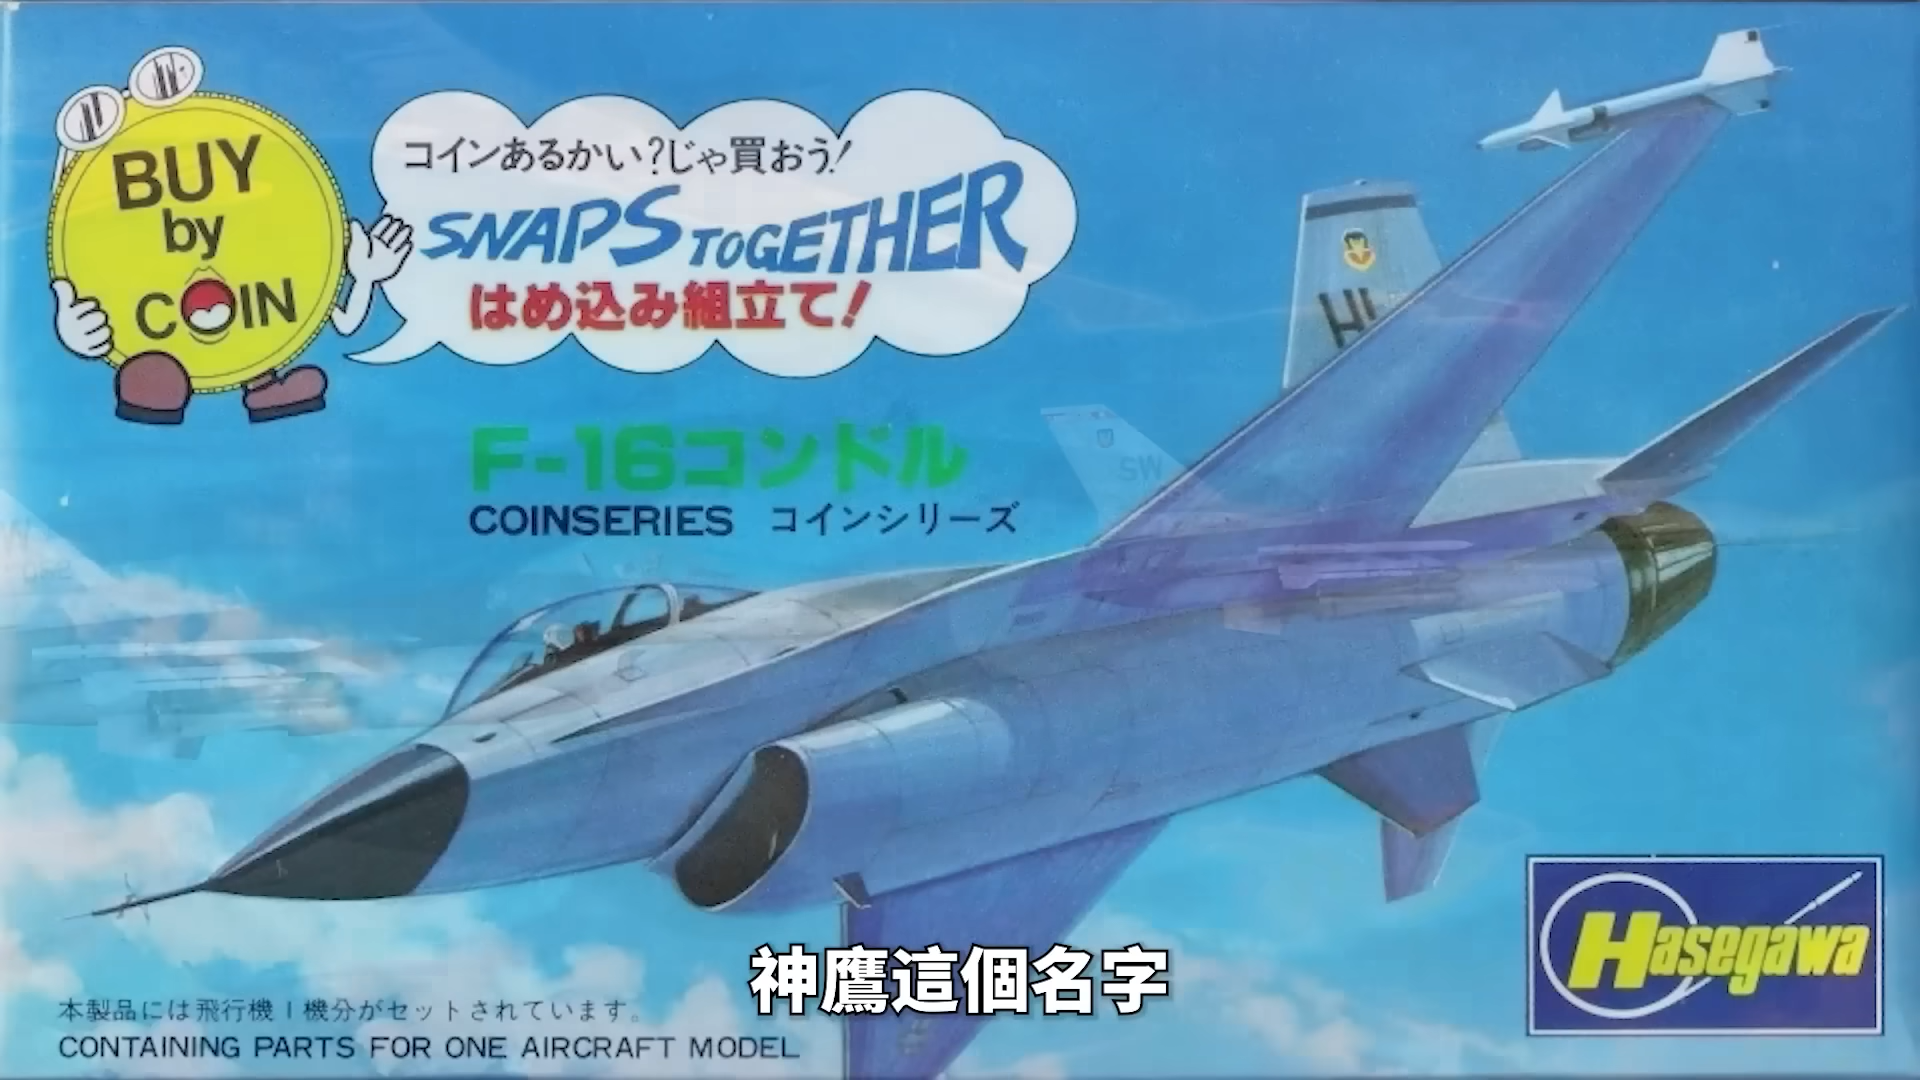 BUY
by
COIN
コインあるかい?じゃ買おう!
SNAPS TOGETHER
はめ込み組立て!
F-16コンドル
COINSERIES コインシリーズ
HI
SW
神鷹這個名字
Hasegawa
本製品には飛行機1機分がセットされています。
CONTAINING PARTS FOR ONE AIRCRAFT MODEL